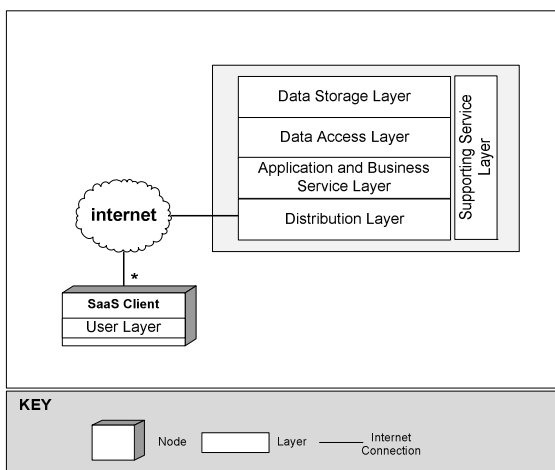 Data Storage Layer
Data Access Layer
Application and Business
Service Layer
Distribution Layer
Supporting Service
Layer
internet
*
SaaS Client
User Layer
KEY
Node
Layer
Internet
Connection